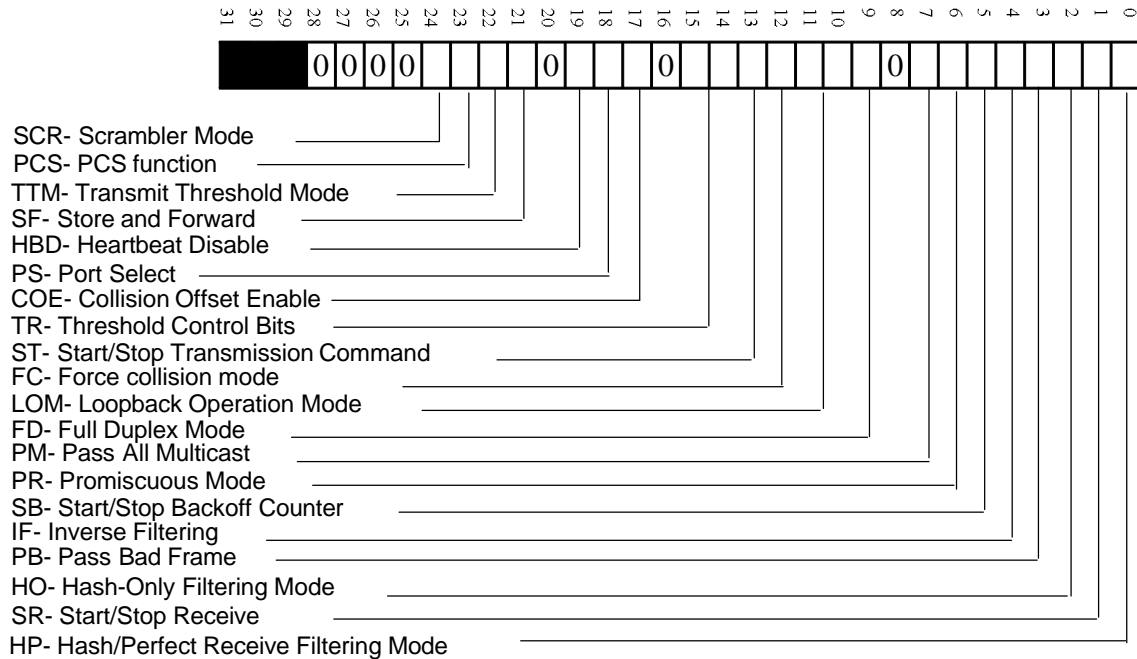 31 30 29 28 27 26 25 24 23 22 21 20 19 18 17 16 15 14 13 12 11 10 9 8 7 6 5 4 3 2 1 0
0 0 0 0 0 0 0
SCR- Scrambler Mode
PCS- PCS function
TTM- Transmit Threshold Mode
SF- Store and Forward
HBD- Heartbeat Disable
PS- Port Select
COE- Collision Offset Enable
TR- Threshold Control Bits
ST- Start/Stop Transmission Command
FC- Force collision mode
LOM- Loopback Operation Mode
FD- Full Duplex Mode
PM- Pass All Multicast
PR- Promiscuous Mode
SB- Start/Stop Backoff Counter
IF- Inverse Filtering
PB- Pass Bad Frame
HO- Hash-Only Filtering Mode
SR- Start/Stop Receive
HP- Hash/Perfect Receive Filtering Mode